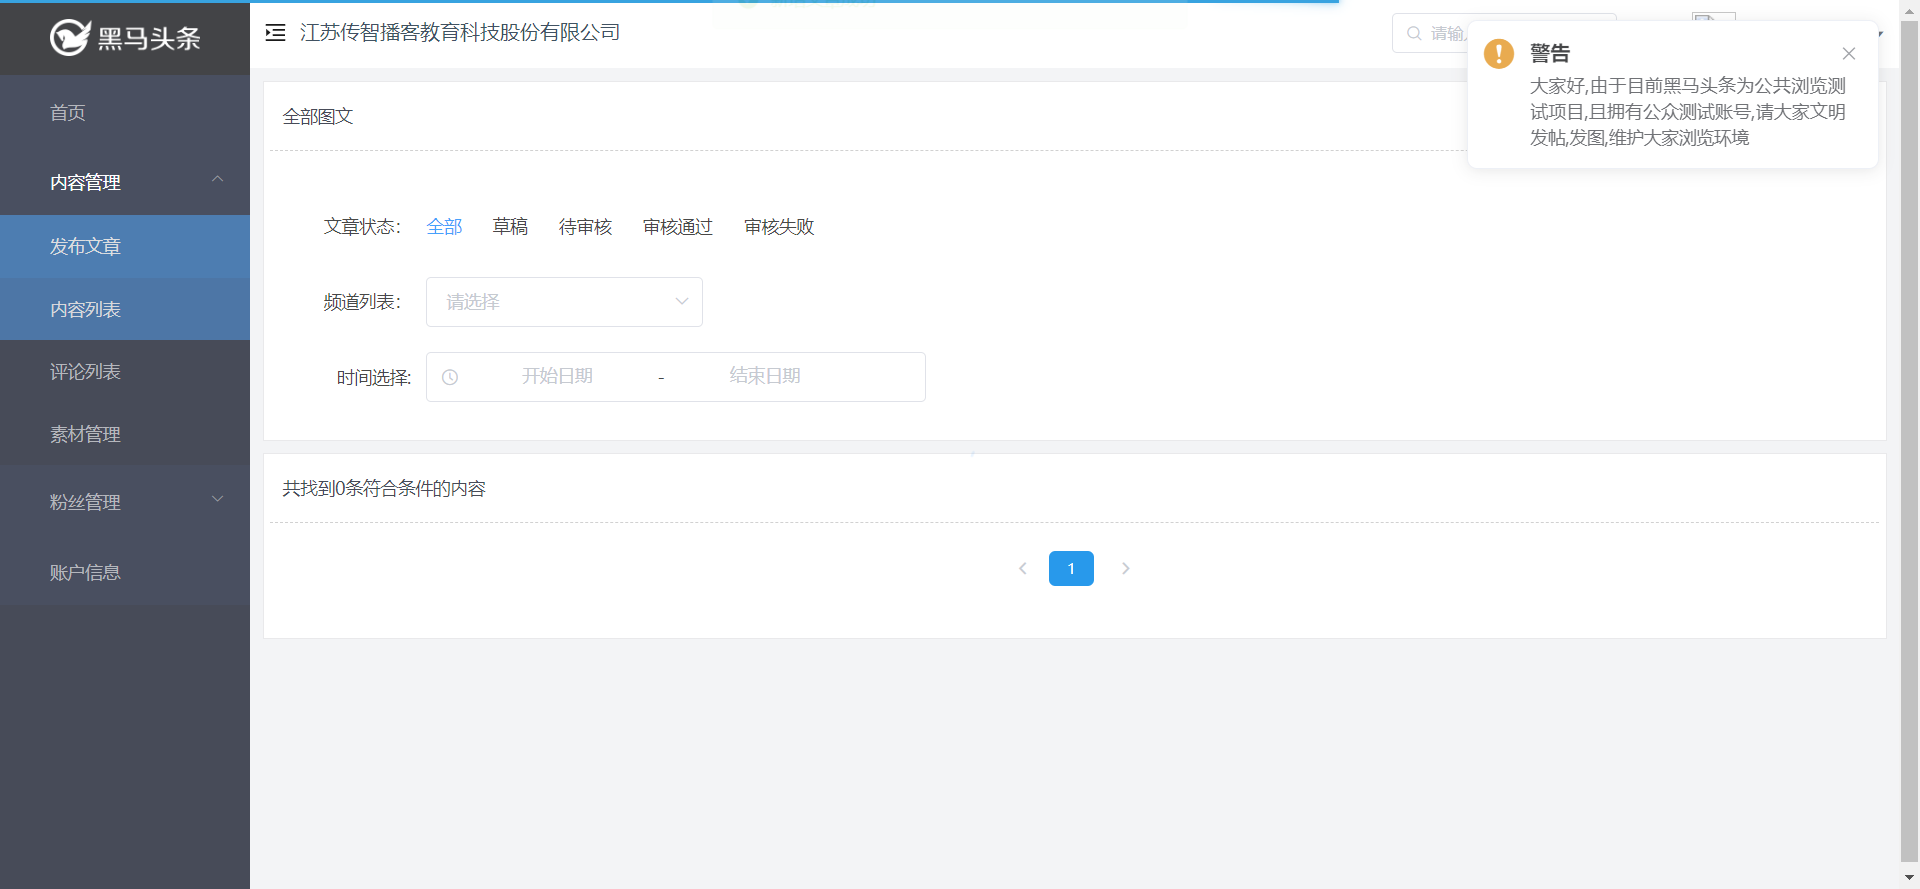 黑马头条
江苏传智播客教育科技股份有限公司
请输
警告
大家好,由于目前黑马头条为公共浏览测
试项目,且拥有公众测试账号,请大家文明
发帖,发图,维护大家浏览环境
首页
内容管理
发布文章
内容列表
评论列表
素材管理
粉丝管理
账户信息
全部图文
文章状态: 全部 草稿 待审核 审核通过 审核失败
频道列表: 请选择
时间选择: 开始日期 - 结束日期
共找到0条符合条件的内容
1